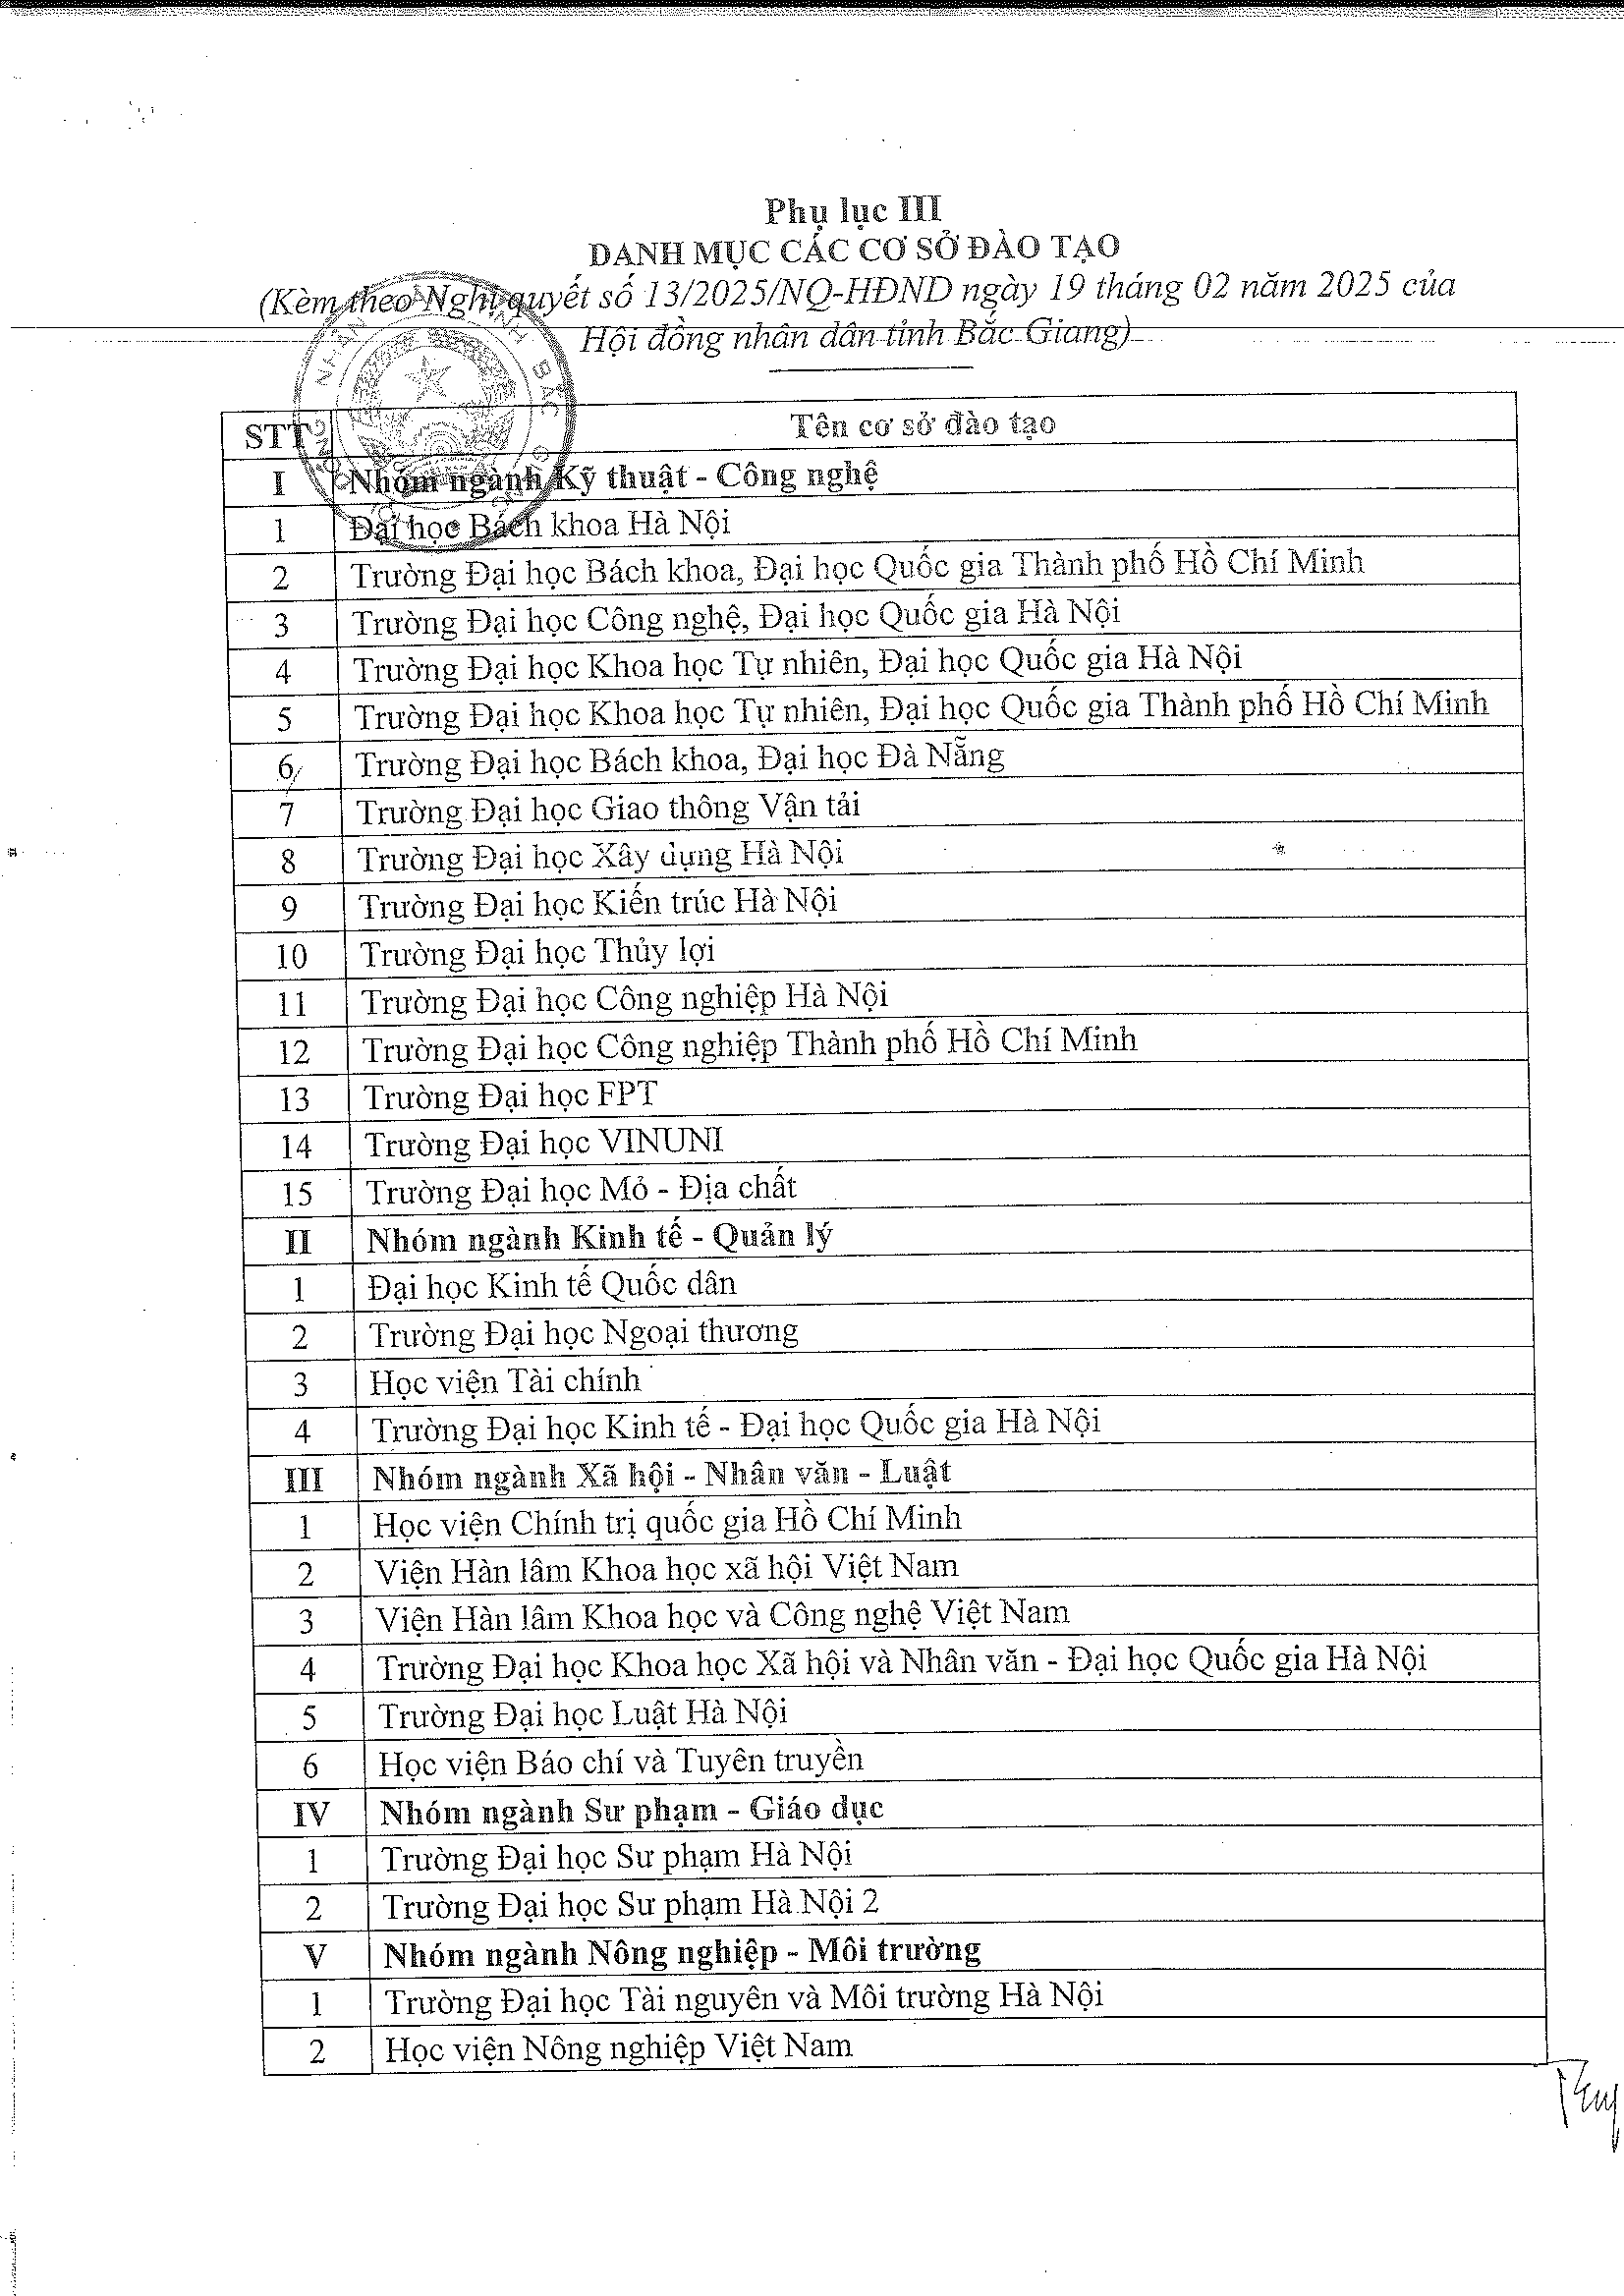 Phụ lục III
DANH MỤC CÁC CƠ SỞ ĐÀO TẠO
(Kèm theo Nghị quyết số 13/2025/NQ-HĐND ngày 19 tháng 02 năm 2025 của
Hội đồng nhân dân tỉnh Bắc Giang)
STT Tên cơ sở đào tạo
I Nhóm ngành Kỹ thuật - Công nghệ
1 Đại học Bách khoa Hà Nội
2 Trường Đại học Bách khoa, Đại học Quốc gia Thành phố Hồ Chí Minh
3 Trường Đại học Công nghệ, Đại học Quốc gia Hà Nội
4 Trường Đại học Khoa học Tự nhiên, Đại học Quốc gia Hà Nội
5 Trường Đại học Khoa học Tự nhiên, Đại học Quốc gia Thành phố Hồ Chí Minh
6 Trường Đại học Bách khoa, Đại học Đà Nẵng
7 Trường Đại học Giao thông Vận tải
8 Trường Đại học Xây dựng Hà Nội
9 Trường Đại học Kiến trúc Hà Nội
10 Trường Đại học Thủy lợi
11 Trường Đại học Công nghiệp Hà Nội
12 Trường Đại học Công nghiệp Thành phố Hồ Chí Minh
13 Trường Đại học FPT
14 Trường Đại học VINUNI
15 Trường Đại học Mỏ - Địa chất
II Nhóm ngành Kinh tế - Quản lý
1 Đại học Kinh tế Quốc dân
2 Trường Đại học Ngoại thương
3 Học viện Tài chính
4 Trường Đại học Kinh tế - Đại học Quốc gia Hà Nội
III Nhóm ngành Xã hội - Nhân văn - Luật
1 Học viện Chính trị quốc gia Hồ Chí Minh
2 Viện Hàn lâm Khoa học xã hội Việt Nam
3 Viện Hàn lâm Khoa học và Công nghệ Việt Nam
4 Trường Đại học Khoa học Xã hội và Nhân văn - Đại học Quốc gia Hà Nội
5 Trường Đại học Luật Hà Nội
6 Học viện Báo chí và Tuyên truyền
IV Nhóm ngành Sư phạm - Giáo dục
1 Trường Đại học Sư phạm Hà Nội
2 Trường Đại học Sư phạm Hà Nội 2
V Nhóm ngành Nông nghiệp - Môi trường
1 Trường Đại học Tài nguyên và Môi trường Hà Nội
2 Học viện Nông nghiệp Việt Nam